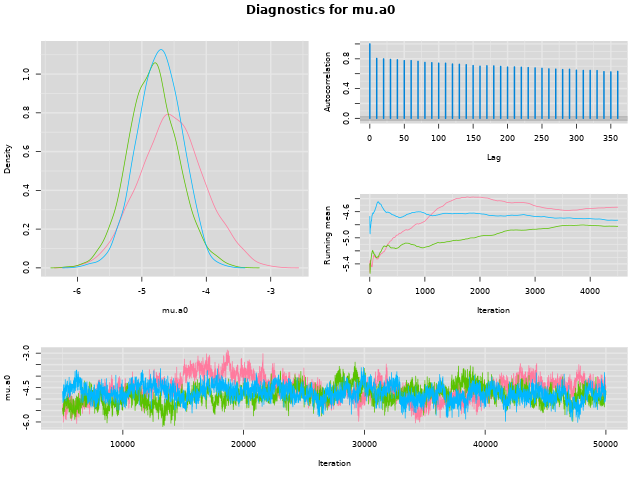 Diagnostics for mu.a0
Density
0.0 0.2 0.4 0.6 0.8 1.0
-6 -5 -4 -3
mu.a0
Autocorrelation
0.0 0.4 0.8
0 50 100 150 200 250 300 350
Lag
Running mean
-5.4 -5.0 -4.6
0 1000 2000 3000 4000
Iteration
mu.a0
-6.0 -4.5 -3.0
10000 20000 30000 40000 50000
Iteration